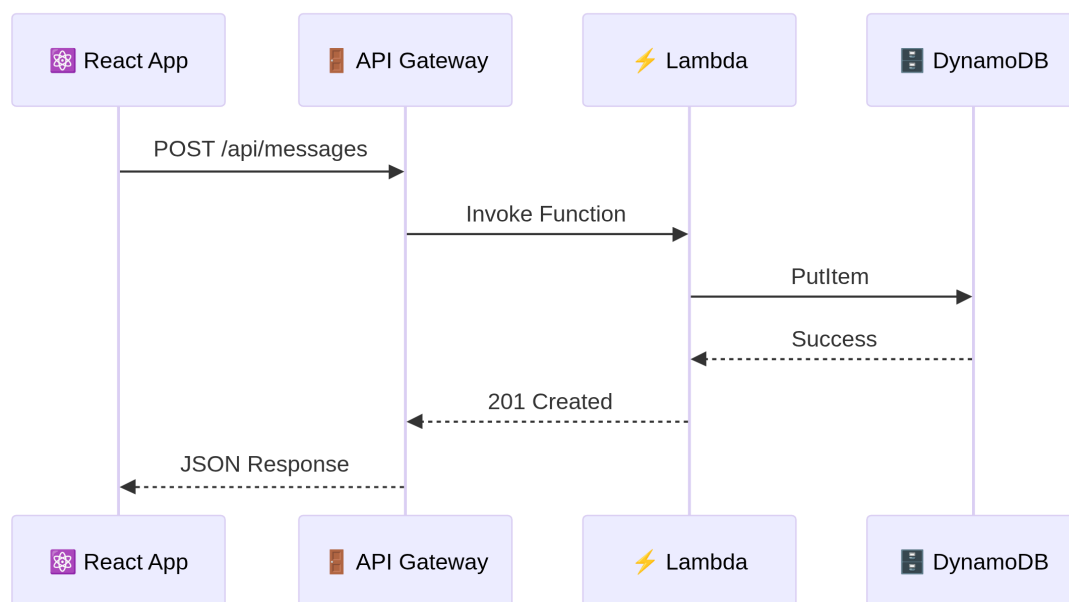 ⚛️ React App
🚪 API Gateway
⚡ Lambda
🗄️ DynamoDB
POST /api/messages
Invoke Function
PutItem
Success
201 Created
JSON Response
⚛️ React App
🚪 API Gateway
⚡ Lambda
🗄️ DynamoDB